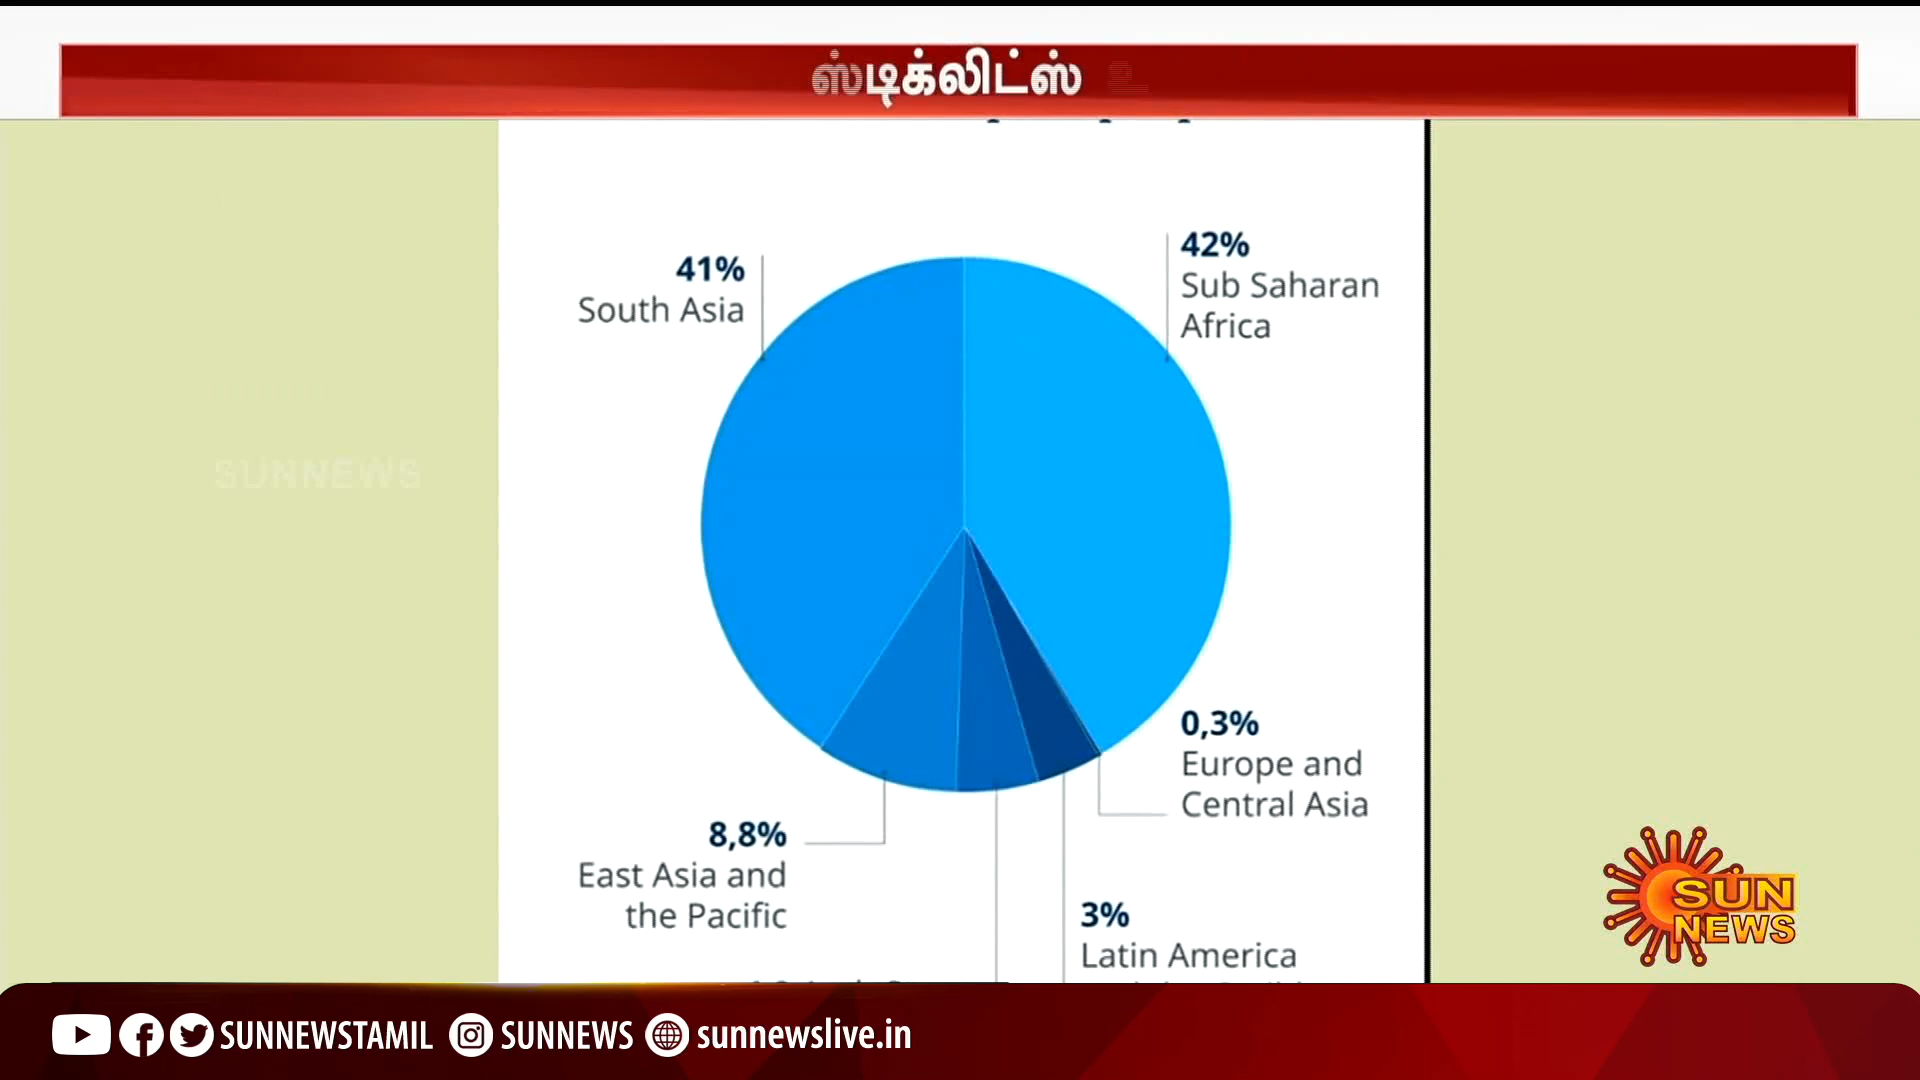 ஸ்டிக்லிட்ஸ்
42%
Sub Saharan
Africa
41%
South Asia
SUNNEWS
0,3%
Europe and
Central Asia
8,8%
East Asia and
the Pacific
3%
Latin America
SUN
NEWS
SUNNEWSTAMIL SUNNEWS sunnewslive.in